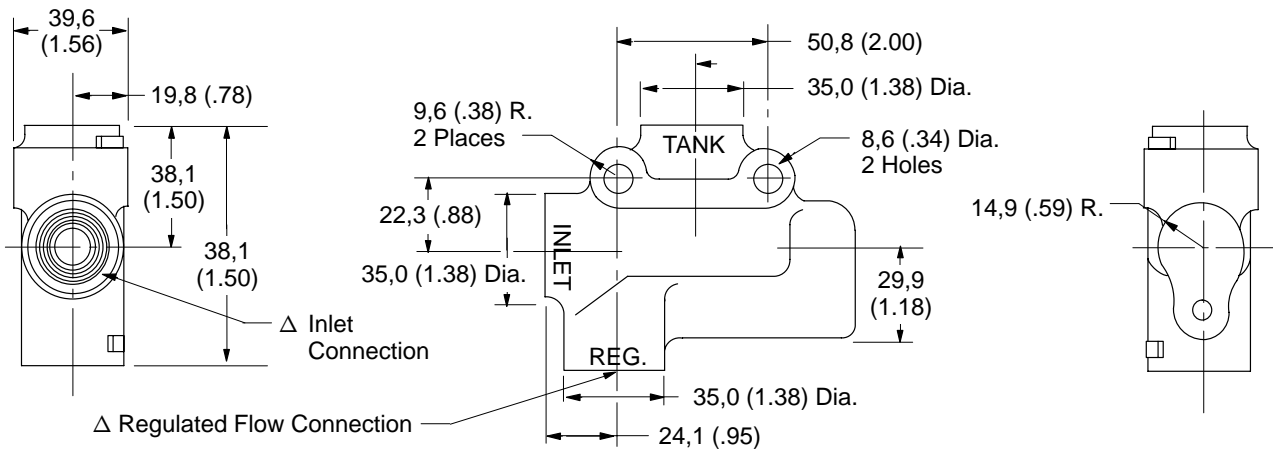 39,6
(1.56)
19,8 (.78)
38,1
(1.50)
38,1
(1.50)
Δ Inlet
Connection
50,8 (2.00)
35,0 (1.38) Dia.
9,6 (.38) R.
2 Places
TANK
8,6 (.34) Dia.
2 Holes
22,3 (.88)
INLET
35,0 (1.38) Dia.
29,9
(1.18)
REG.
35,0 (1.38) Dia.
Δ Regulated Flow Connection
24,1 (.95)
14,9 (.59) R.